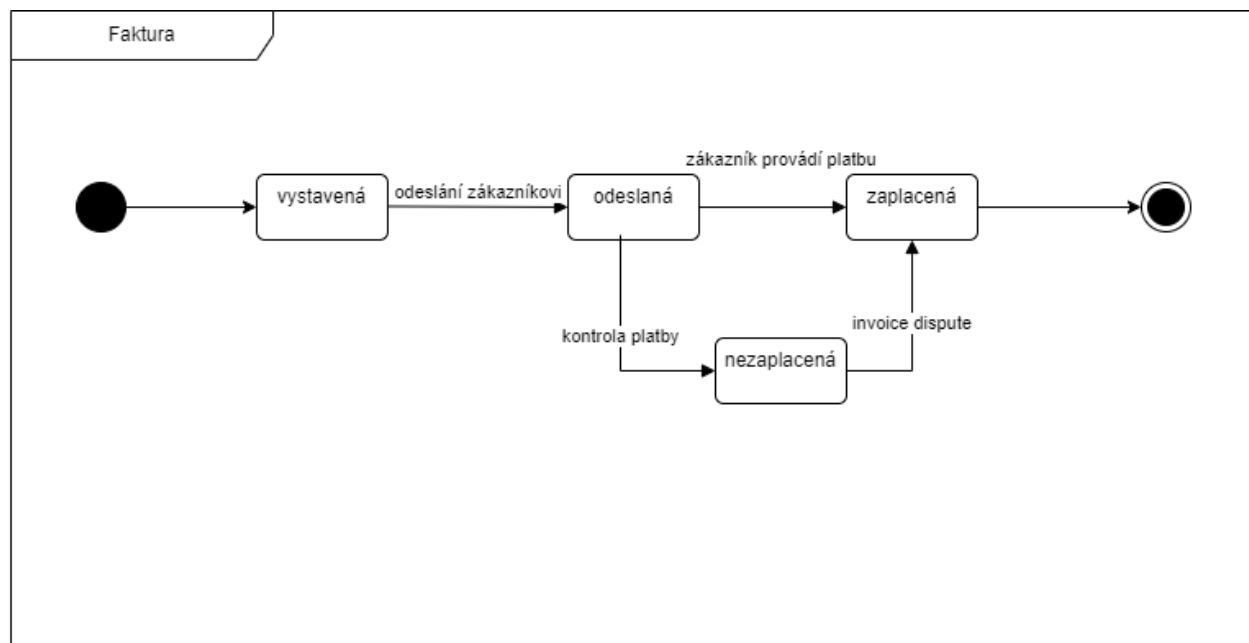 Faktura
zákazník provádí platbu
vystavená
odeslání zákazníkovi
odeslaná
zaplacená
kontrola platby
invoice dispute
nezaplacená